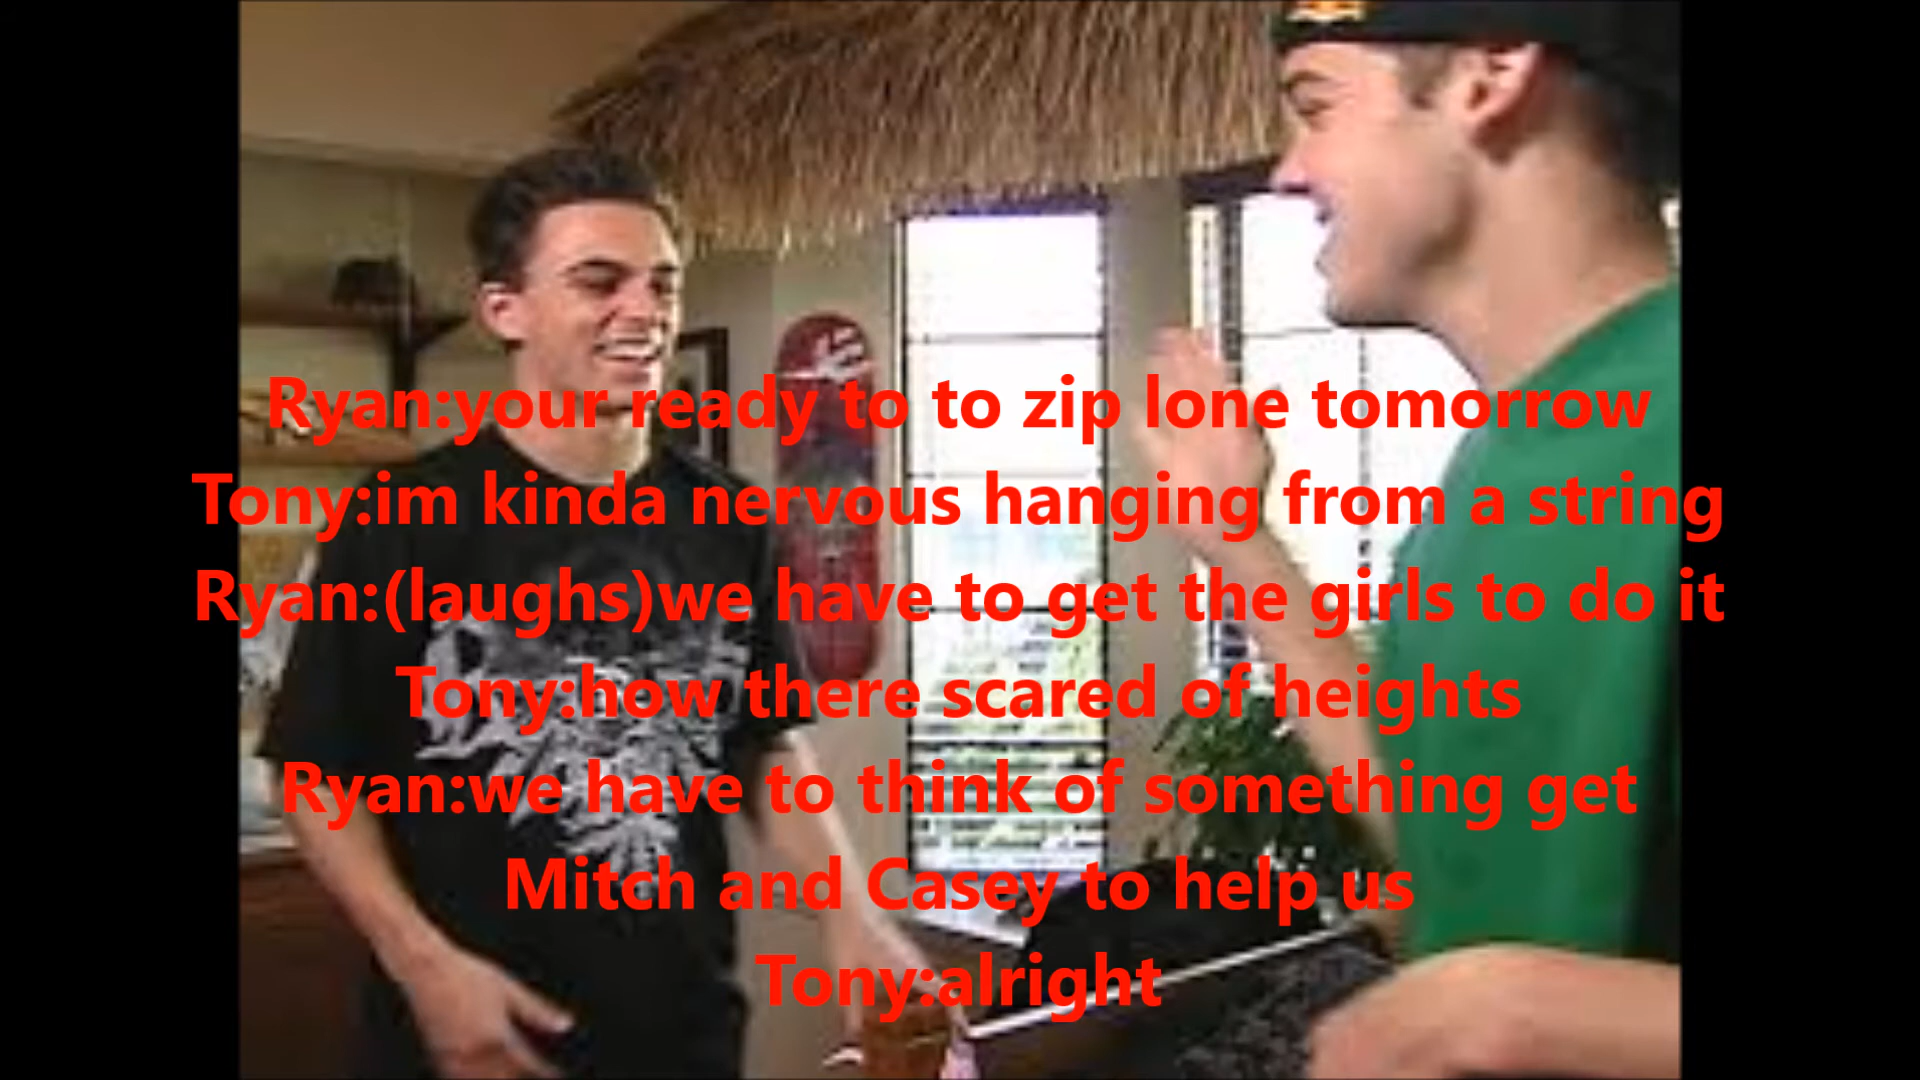 Ryan:your ready to to zip lone tomorrow
Tony:im kinda nervous hanging from a string
Ryan:(laughs)we have to get the girls to do it
Tony:how there scared of heights
Ryan:we have to think of something get
Mitch and Casey to help us
Tony:alright